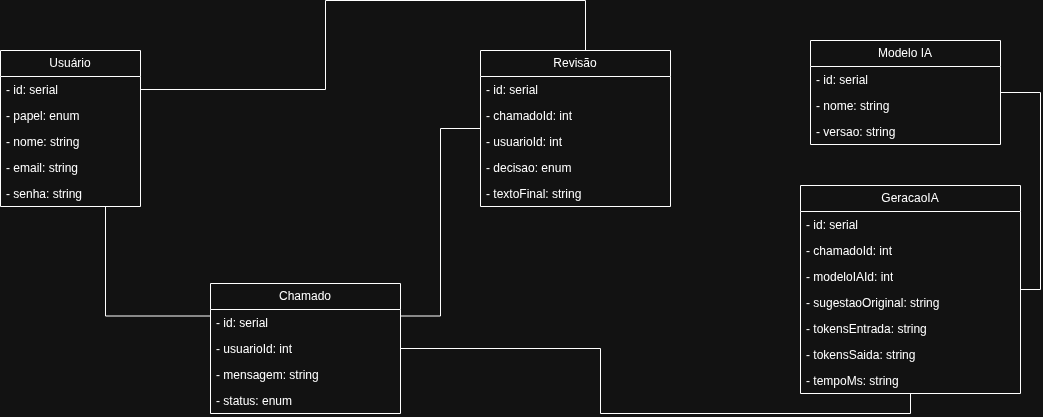 Usuário
- id: serial
- papel: enum
- nome: string
- email: string
- senha: string
Revisão
- id: serial
- chamadoId: int
- usuarioId: int
- decisao: enum
- textoFinal: string
Modelo IA
- id: serial
- nome: string
- versao: string
Chamado
- id: serial
- usuarioId: int
- mensagem: string
- status: enum
GeracaoIA
- id: serial
- chamadoId: int
- modeloIAId: int
- sugestaoOriginal: string
- tokensEntrada: string
- tokensSaida: string
- tempoMs: string